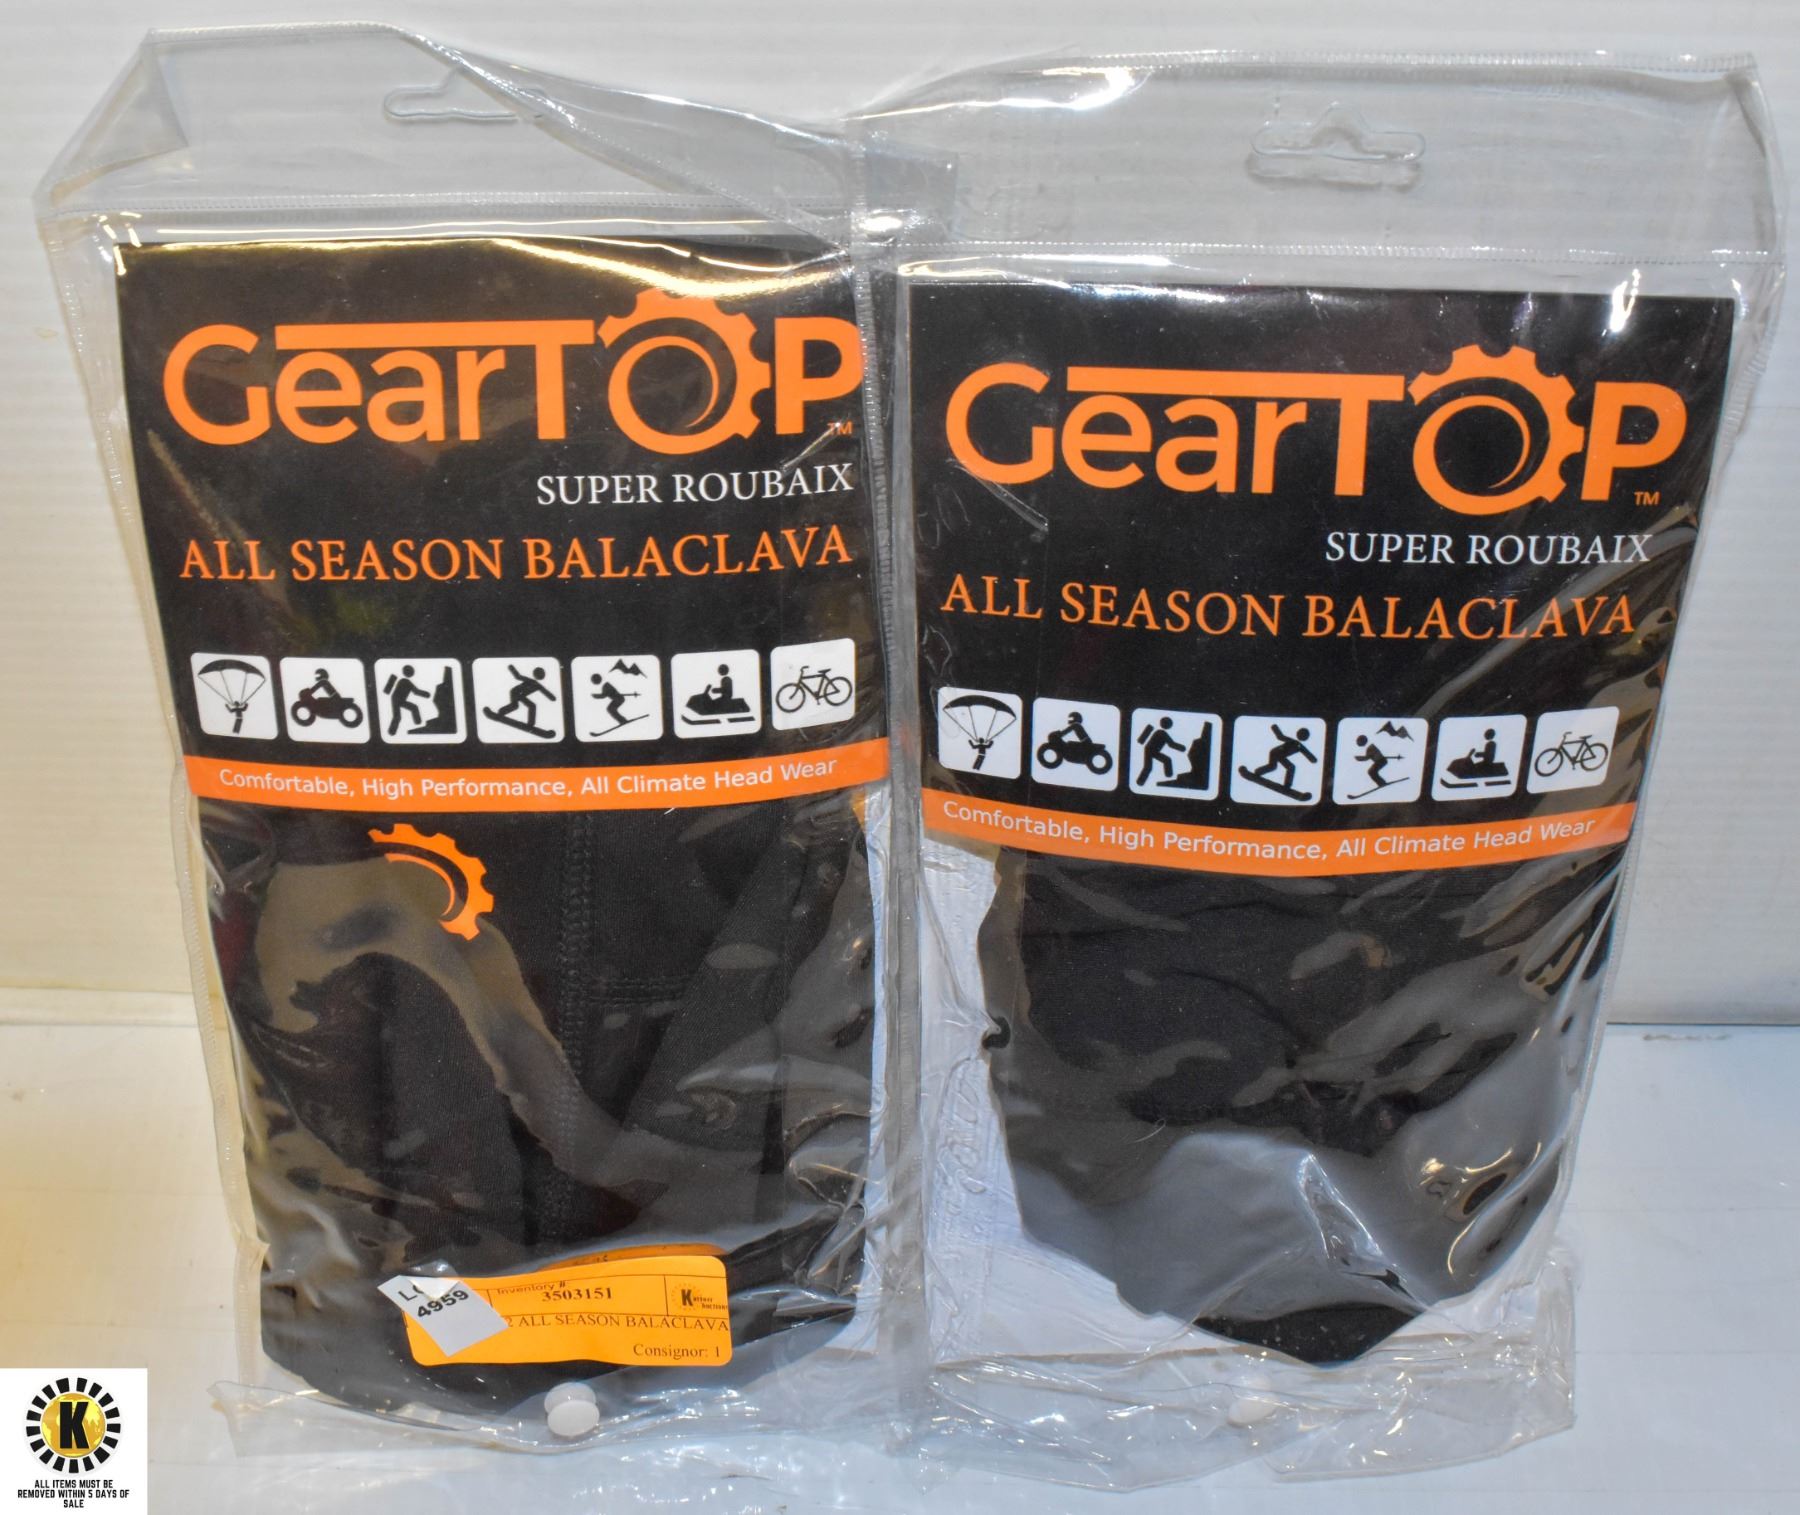 GearTOP
TM
SUPER ROUBAIX
ALL SEASON BALACLAVA
Comfortable, High Performance, All Climate Head Wear
Inventory #:
3503151
4959
2 ALL SEASON BALACLAVA
Consignor: 1
GearTOP
TM
SUPER ROUBAIX
ALL SEASON BALACLAVA
Comfortable, High Performance, All Climate Head Wear
K
ALL ITEMS MUST BE
REMOVED WITHIN 5 DAYS OF
SALE